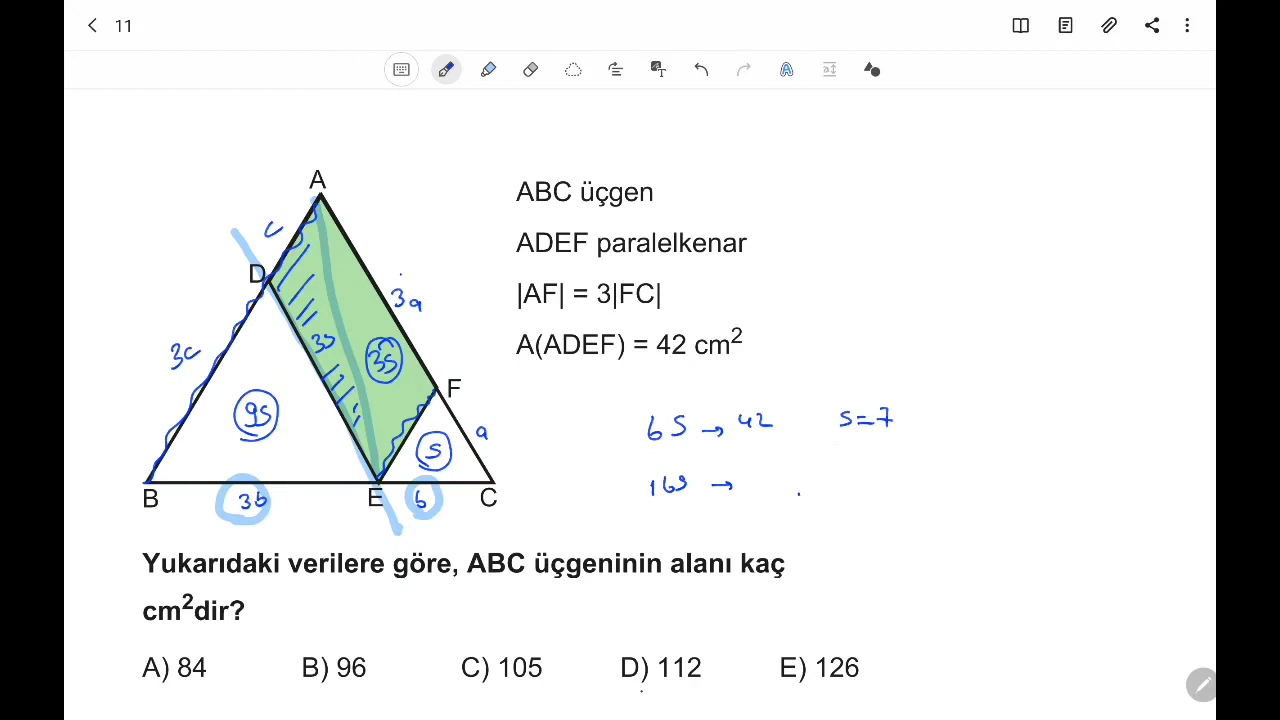 11
A
ABC üçgen
c
ADEF paralelkenar
D
3a
|AF| = 3|FC|
3c
3s
3s
A(ADEF) = 42 cm2
F
9s
6s → 42 s=7
a
s
16s →
B
3b
E
b
C
Yukarıdaki verilere göre, ABC üçgeninin alanı kaç
cm2dir?
A) 84 B) 96 C) 105 D) 112 E) 126